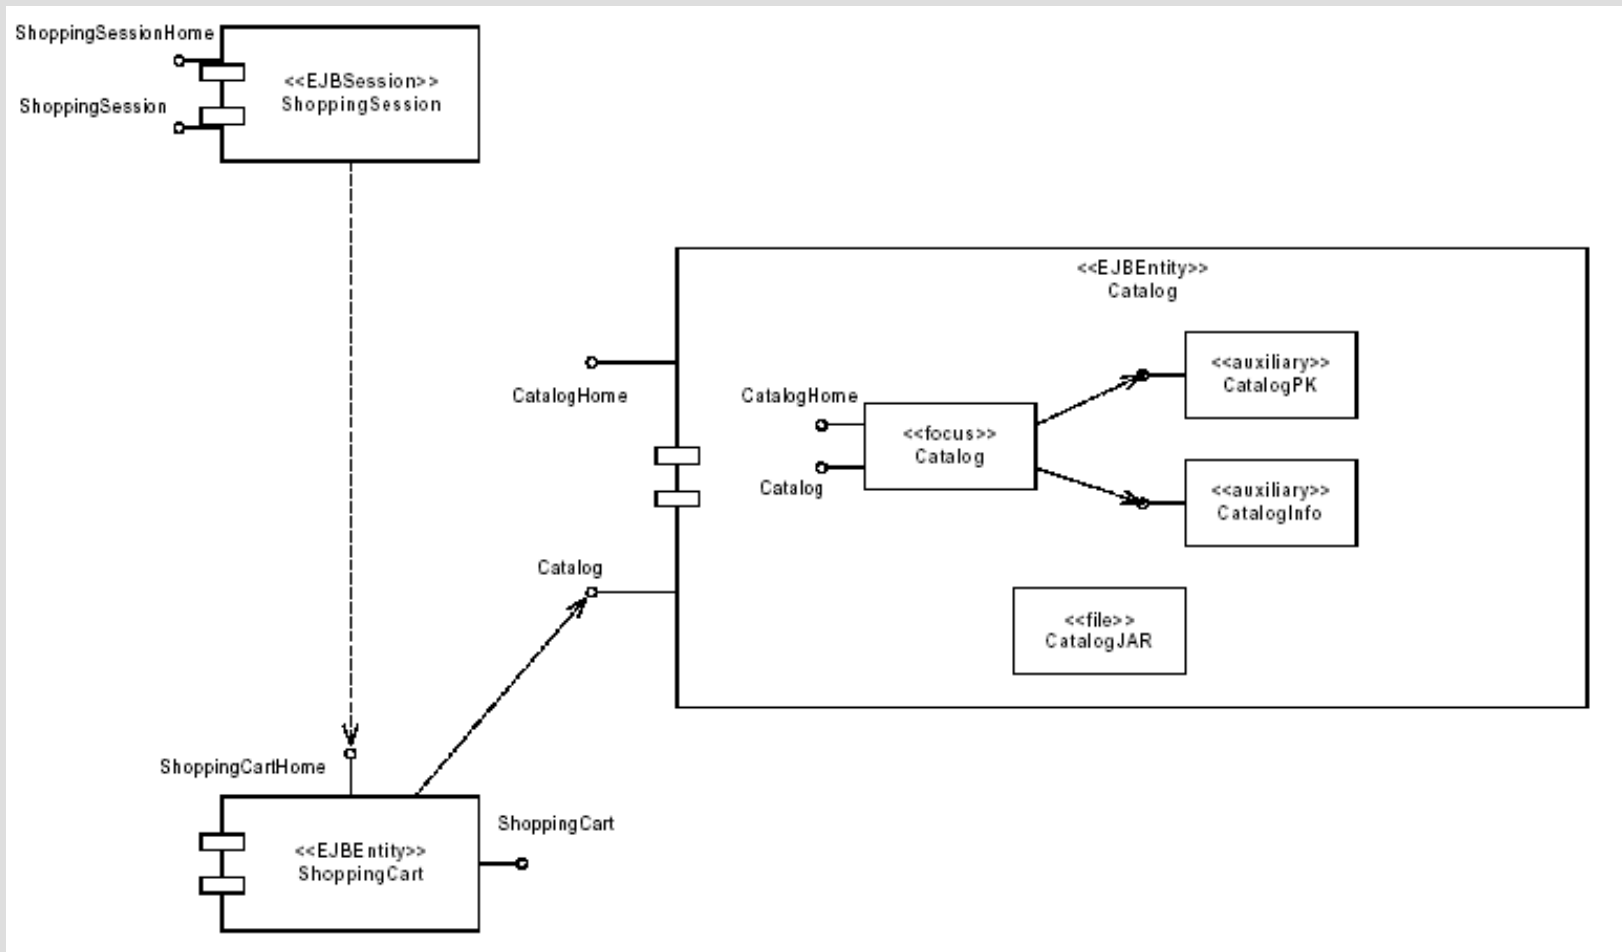 ShoppingSessionHome
<<EJBSession>>
ShoppingSession
ShoppingSession
<<EJBEntity>>
Catalog
CatalogHome
CatalogHome
<<focus>>
Catalog
Catalog
<<auxiliary>>
CatalogPK
<<auxiliary>>
CatalogInfo
Catalog
<<file>>
CatalogJAR
ShoppingCartHome
<<EJBEntity>>
ShoppingCart
ShoppingCart